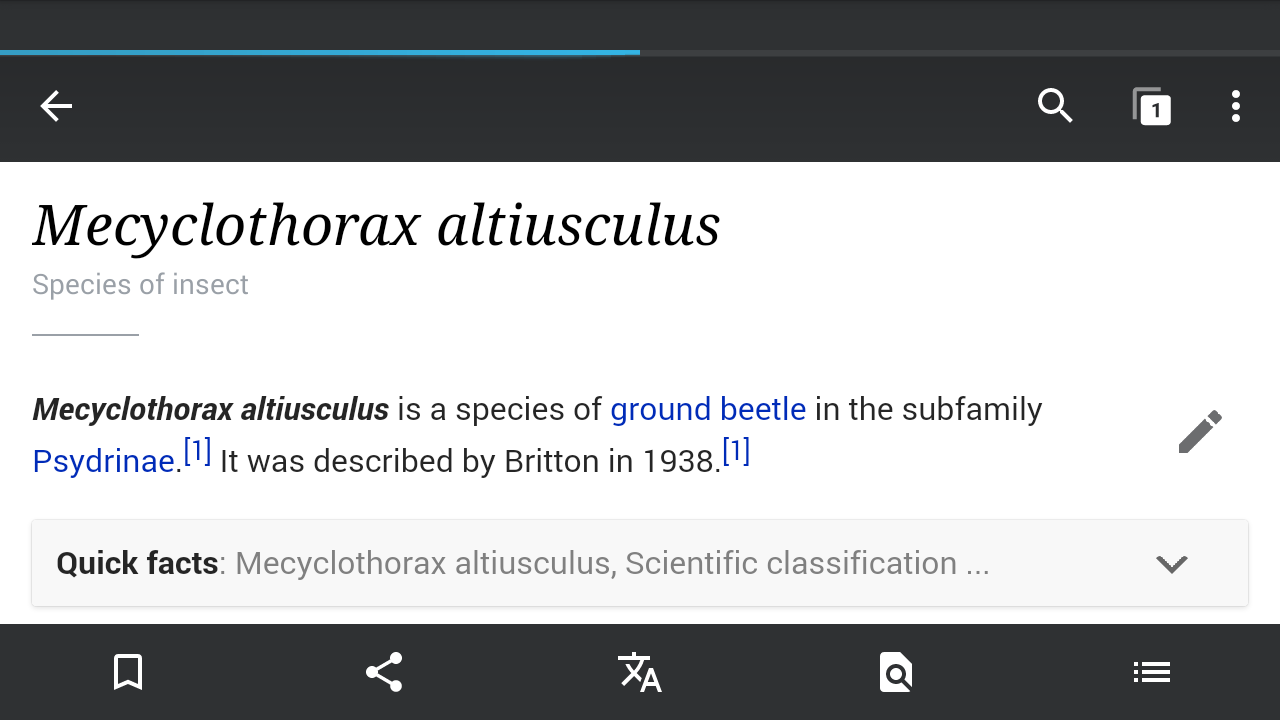 1
Mecyclothorax altiusculus
Species of insect
Mecyclothorax altiusculus is a species of ground beetle in the subfamily
Psydrinae.[1] It was described by Britton in 1938.[1]
Quick facts: Mecyclothorax altiusculus, Scientific classification ...